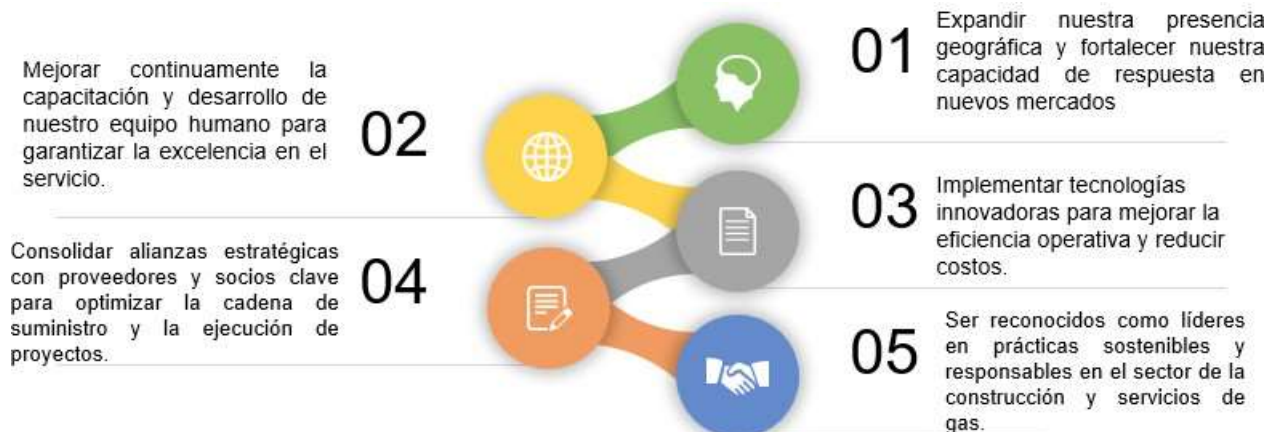 01
Expandir nuestra presencia
geográfica y fortalecer nuestra
capacidad de respuesta en
nuevos mercados
02
Mejorar continuamente la
capacitación y desarrollo de
nuestro equipo humano para
garantizar la excelencia en el
servicio.
03
Implementar tecnologías
innovadoras para mejorar la
eficiencia operativa y reducir
costos.
04
Consolidar alianzas estratégicas
con proveedores y socios clave
para optimizar la cadena de
suministro y la ejecución de
proyectos.
05
Ser reconocidos como líderes
en prácticas sostenibles y
responsables en el sector de la
construcción y servicios de
gas.